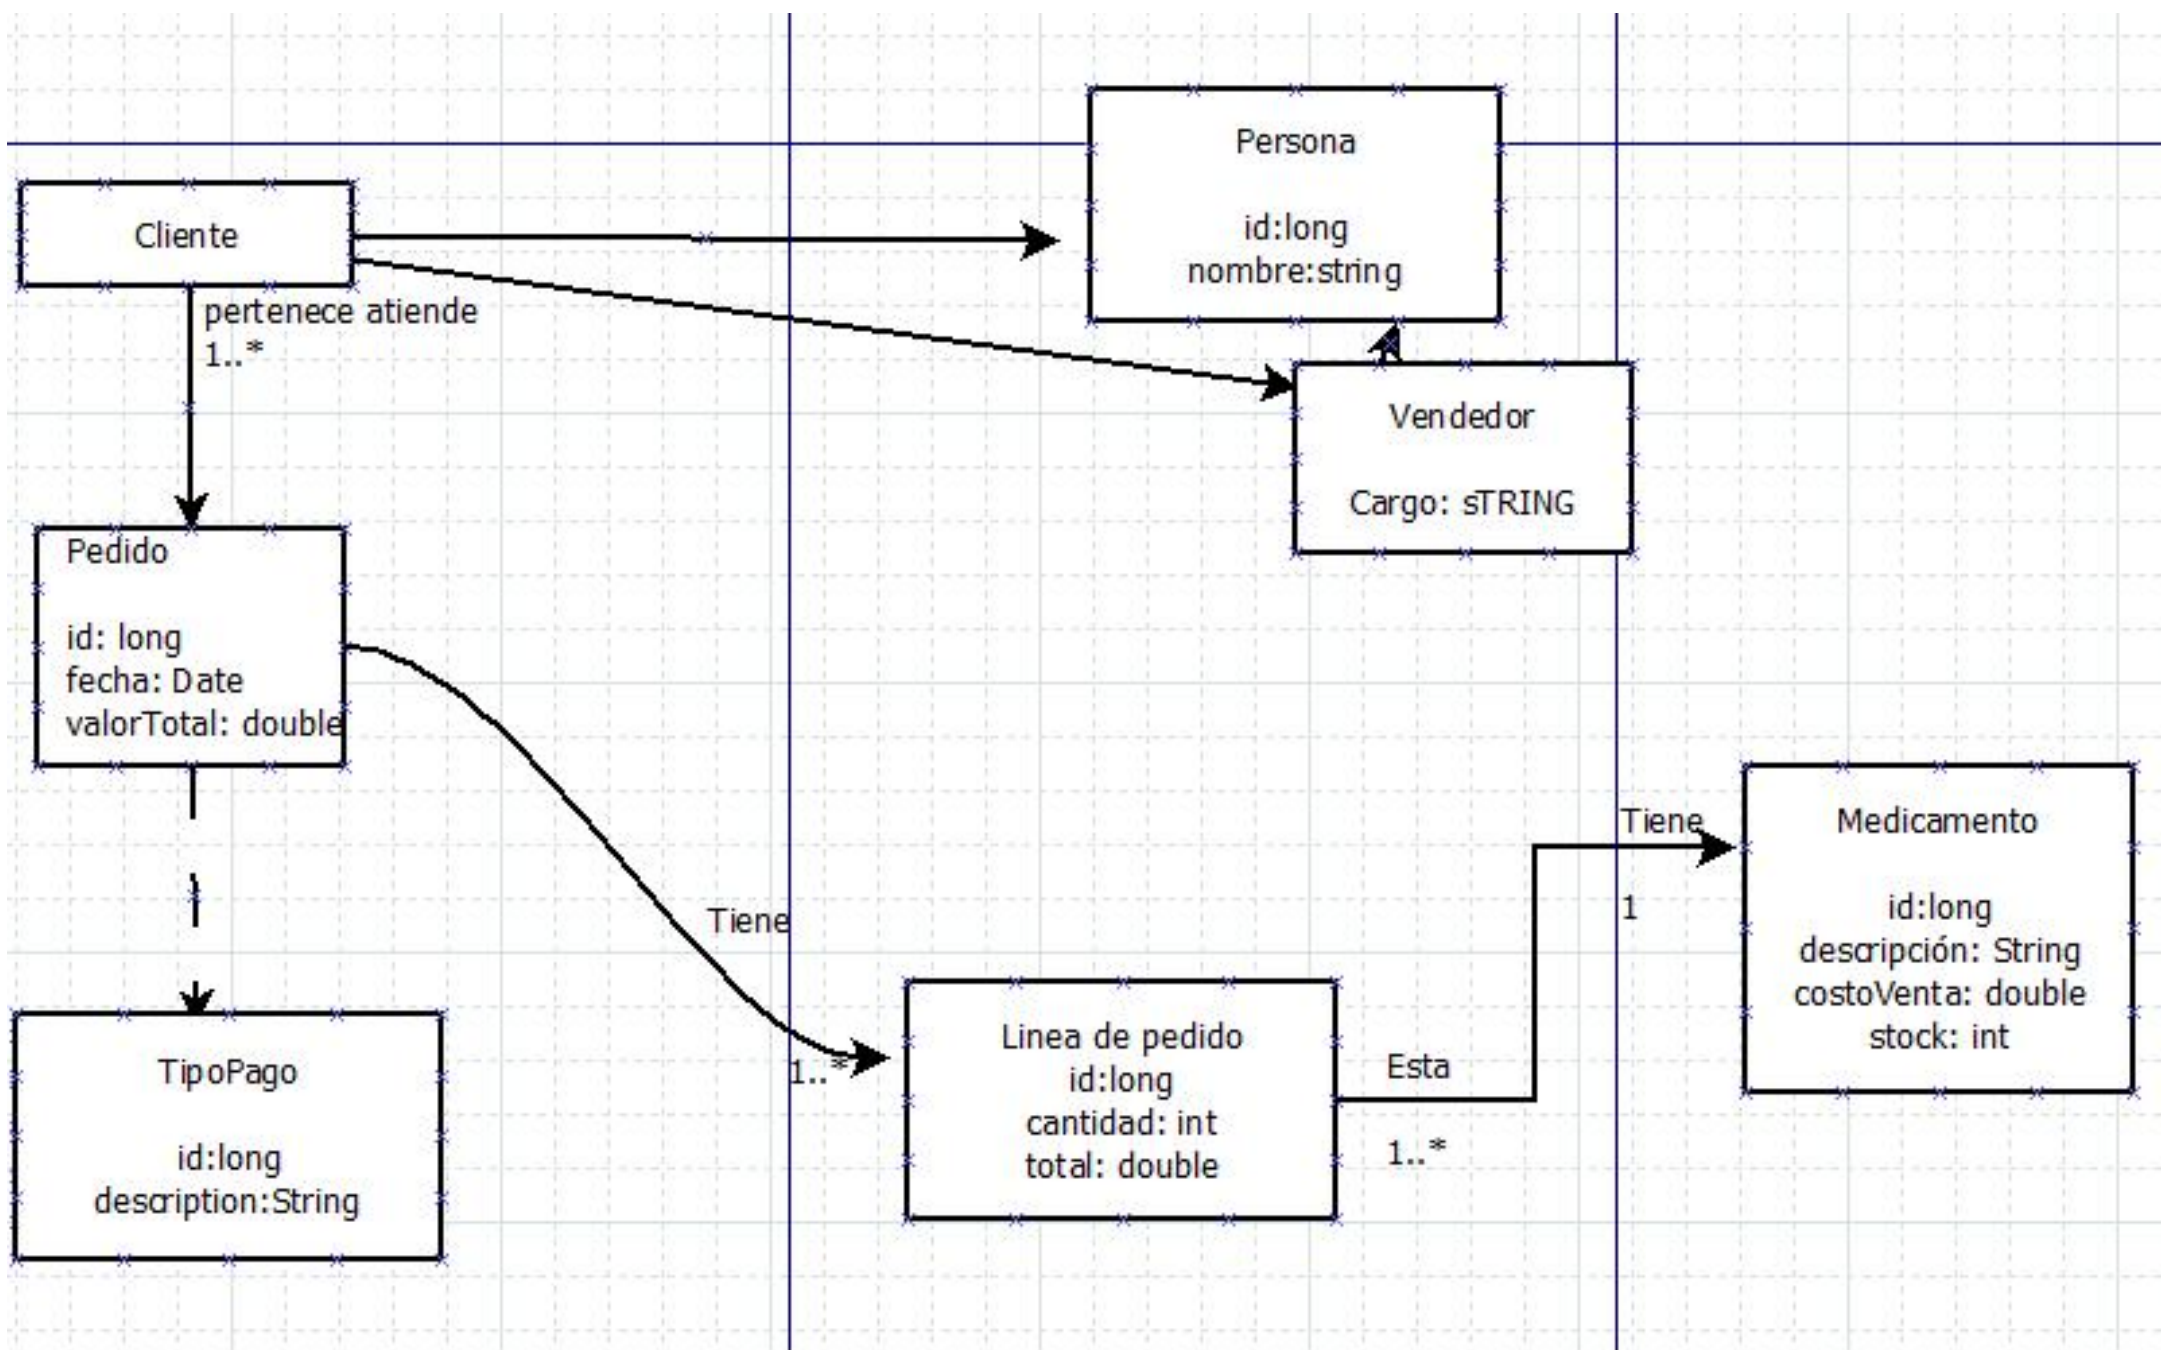 Persona
id:long
nombre:string
Cliente
pertenece atiende
1..*
Vendedor
Cargo: sTRING
Pedido
id: long
fecha: Date
valorTotal: double
Tiene
1..*
TipoPago
id:long
description:String
Linea de pedido
id:long
cantidad: int
total: double
Esta
1..*
Tiene
1
Medicamento
id:long
descripción: String
costoVenta: double
stock: int